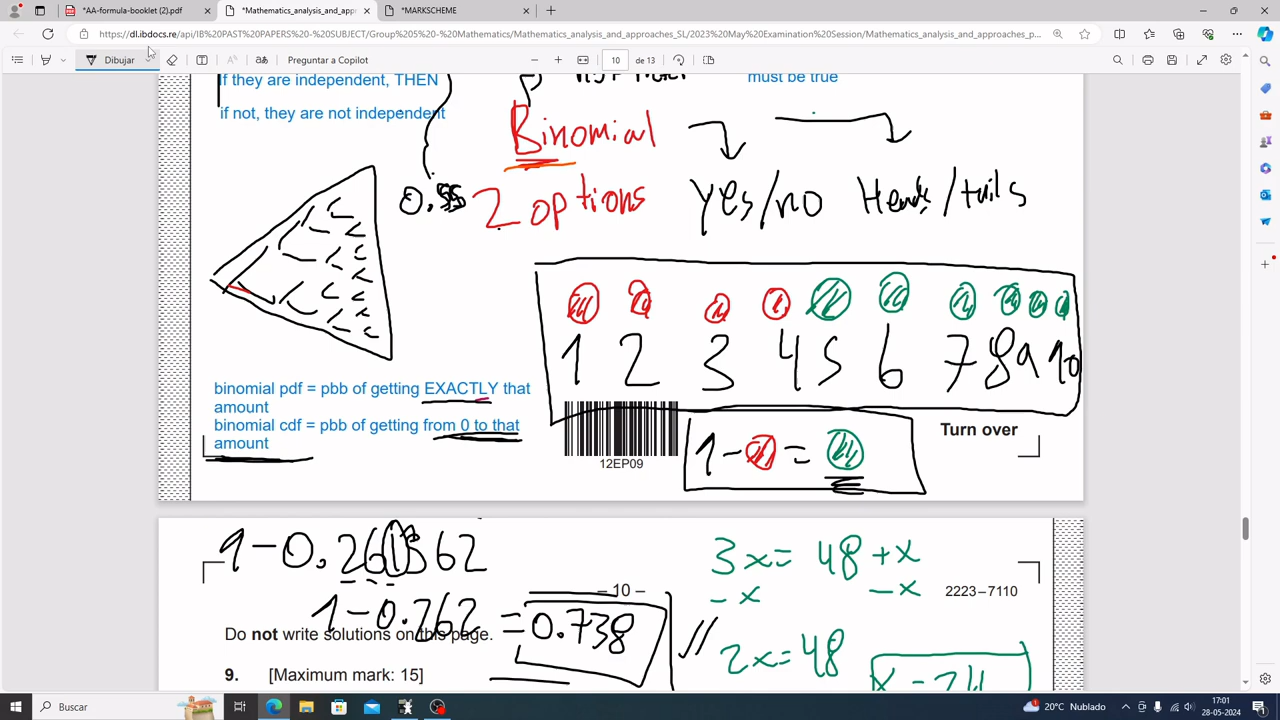 *AA-formula-booklet (2).pdf
*Mathematics_analysis_and_app
*MARKSCHEME
https://dl.ibdocs.re/api/IB%20PAST%20PAPERS%20-%20SUBJECT/Group%205%20-%20Mathematics/Mathematics_analysis_and_approaches_SL/2023%20May%20Examination%20Session/Mathematics_analysis_and_approaches_p...
Dibujar
Preguntar a Copilot
10
de 13
If they are independent, THEN
must be true
if not, they are not independent
Binomial
0.55
2 options
Yes/no
Heads/tails
1 2 3 4 5 6 7 8 9 10
binomial pdf = pbb of getting EXACTLY that
amount
binomial cdf = pbb of getting from 0 to that
amount
12EP09
Turn over
1 - =
3x = 48 + x
- x - x
– 10 –
2223–7110
1 - 0.262 = 0.738
Do not write solutions on this page.
2x = 48
9. [Maximum mark: 15]
x = 24
Buscar
20°C Nublado
17:01
28-05-2024